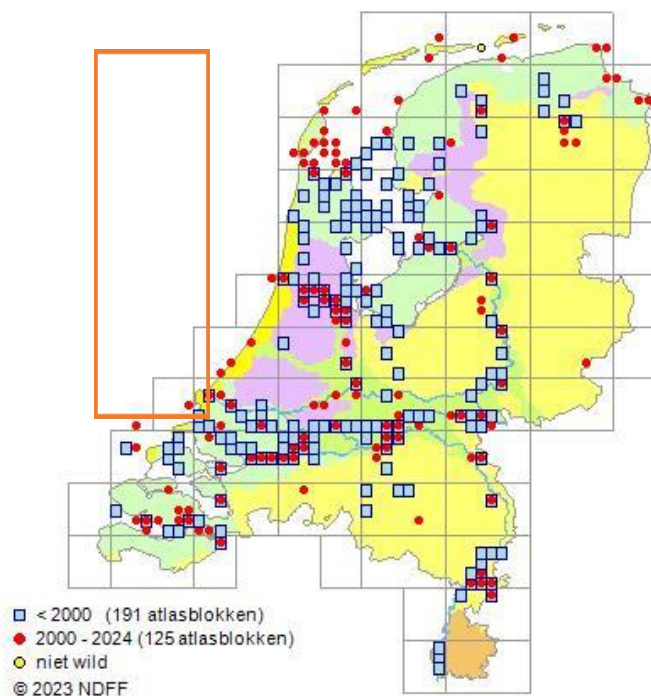 < 2000 (191 atlasblokken)
2000 - 2024 (125 atlasblokken)
niet wild
© 2023 NDFF